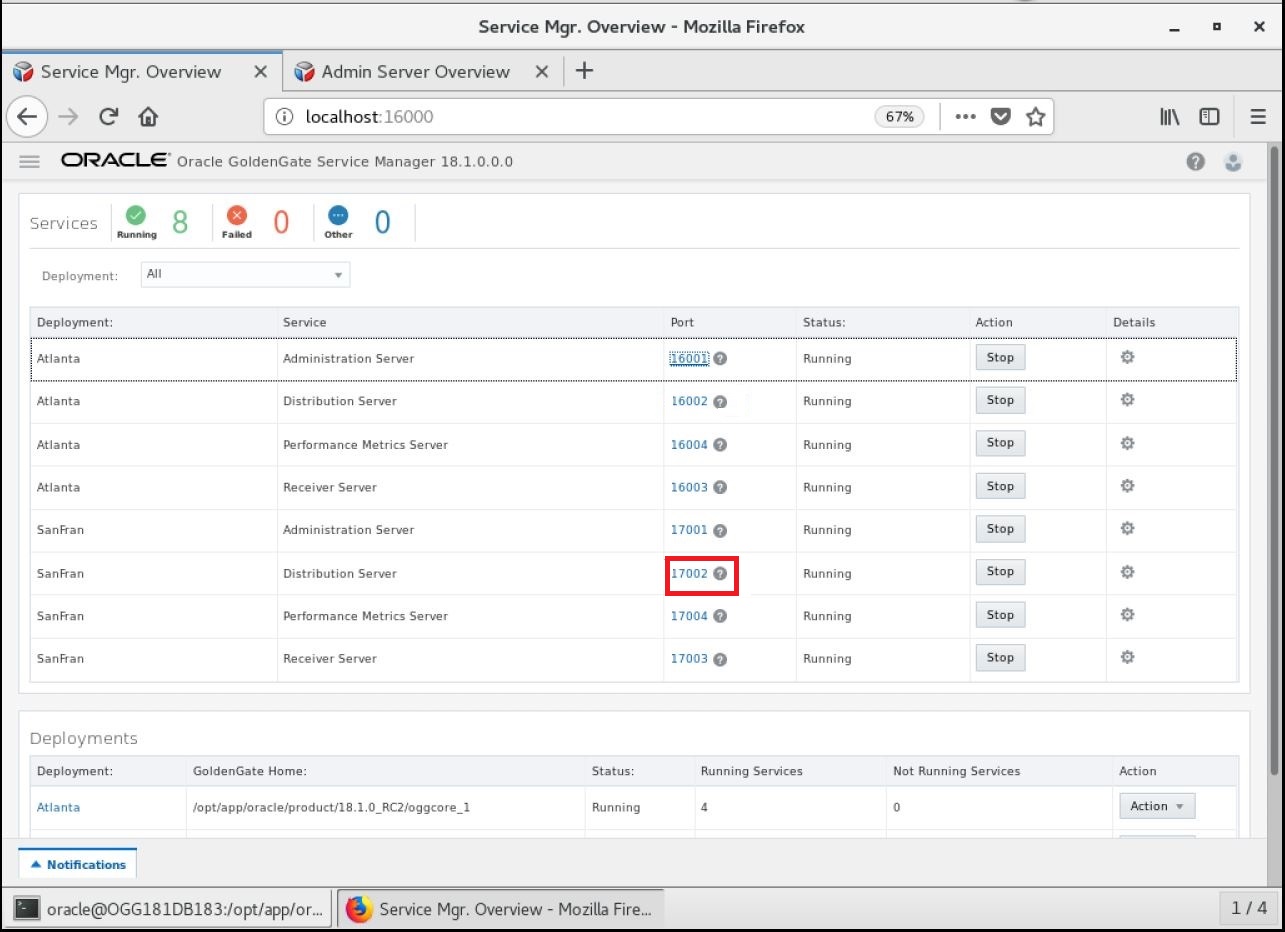 Service Mgr. Overview - Mozilla Firefox
Service Mgr. Overview Admin Server Overview
localhost:16000 67%
ORACLE Oracle GoldenGate Service Manager 18.1.0.0.0
Services Running 8 Failed 0 Other 0
Deployment: All
Deployment: Service Port Status: Action Details
Atlanta Administration Server 16001 ? Running Stop
Atlanta Distribution Server 16002 ? Running Stop
Atlanta Performance Metrics Server 16004 ? Running Stop
Atlanta Receiver Server 16003 ? Running Stop
SanFran Administration Server 17001 ? Running Stop
SanFran Distribution Server 17002 ? Running Stop
SanFran Performance Metrics Server 17004 ? Running Stop
SanFran Receiver Server 17003 ? Running Stop
Deployments
Deployment: GoldenGate Home: Status: Running Services Not Running Services Action
Atlanta /opt/app/oracle/product/18.1.0_RC2/oggcore_1 Running 4 0 Action
Notifications
oracle@OGG181DB183:/opt/app/or... Service Mgr. Overview - Mozilla Fire... 1 / 4